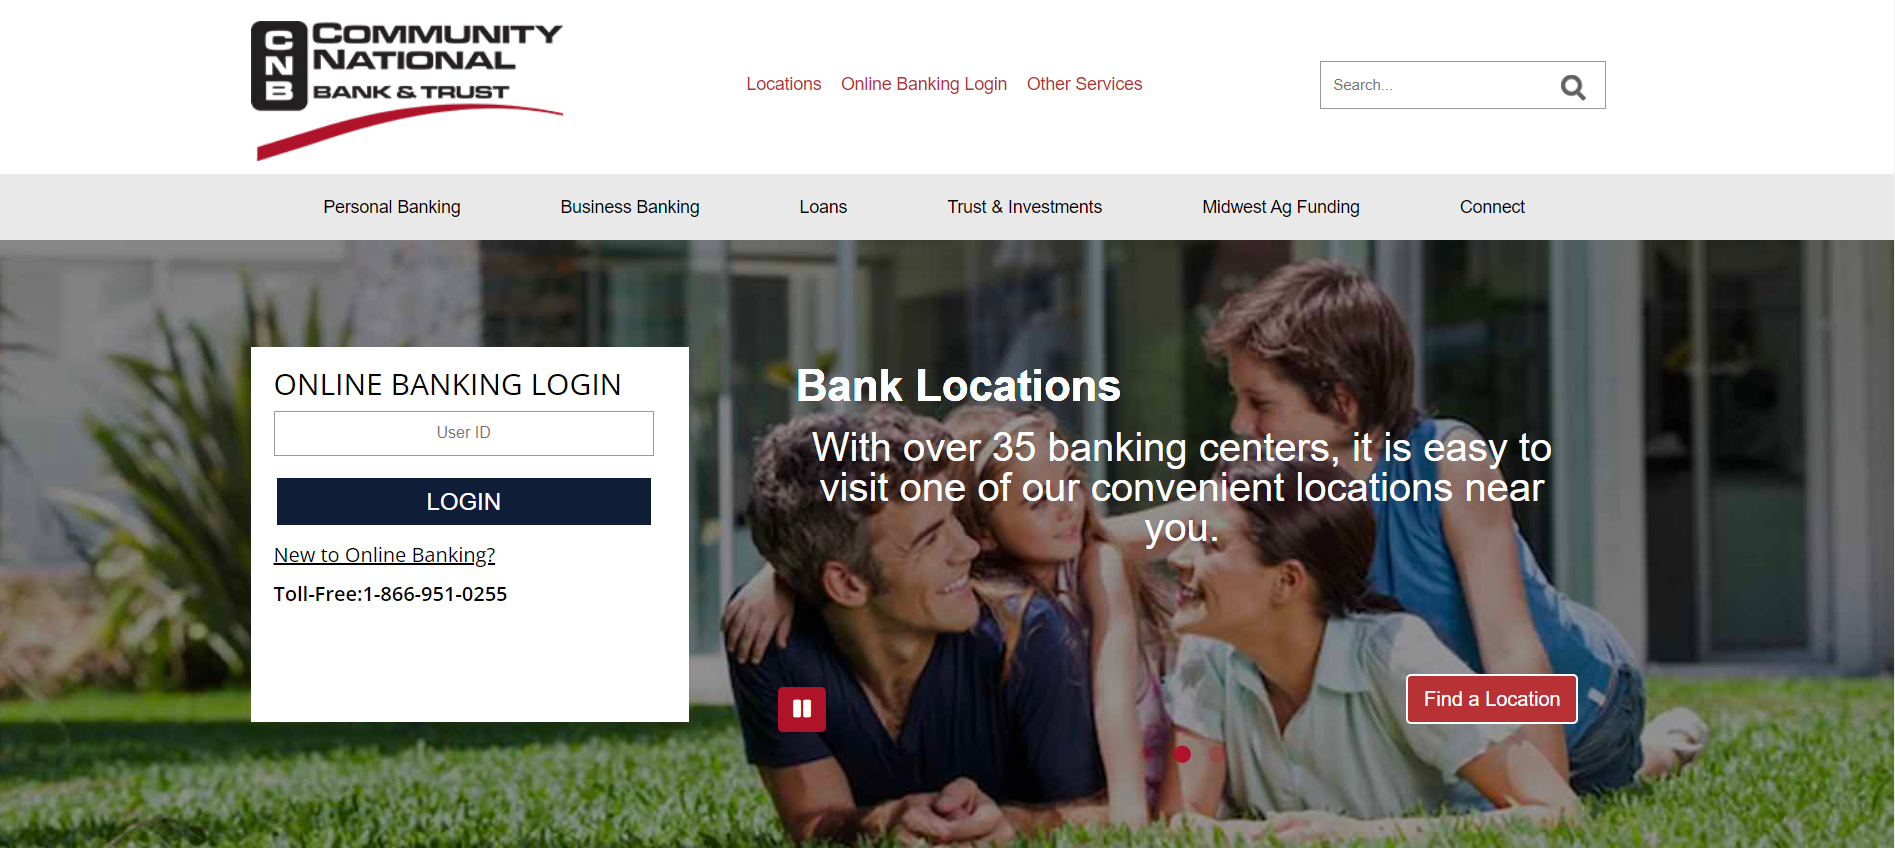 CNB
COMMUNITY
NATIONAL
BANK & TRUST
Locations Online Banking Login Other Services
Search...
Personal Banking Business Banking Loans Trust & Investments Midwest Ag Funding Connect
ONLINE BANKING LOGIN
User ID
LOGIN
New to Online Banking?
Toll-Free:1-866-951-0255
Bank Locations
With over 35 banking centers, it is easy to
visit one of our convenient locations near
you.
Find a Location